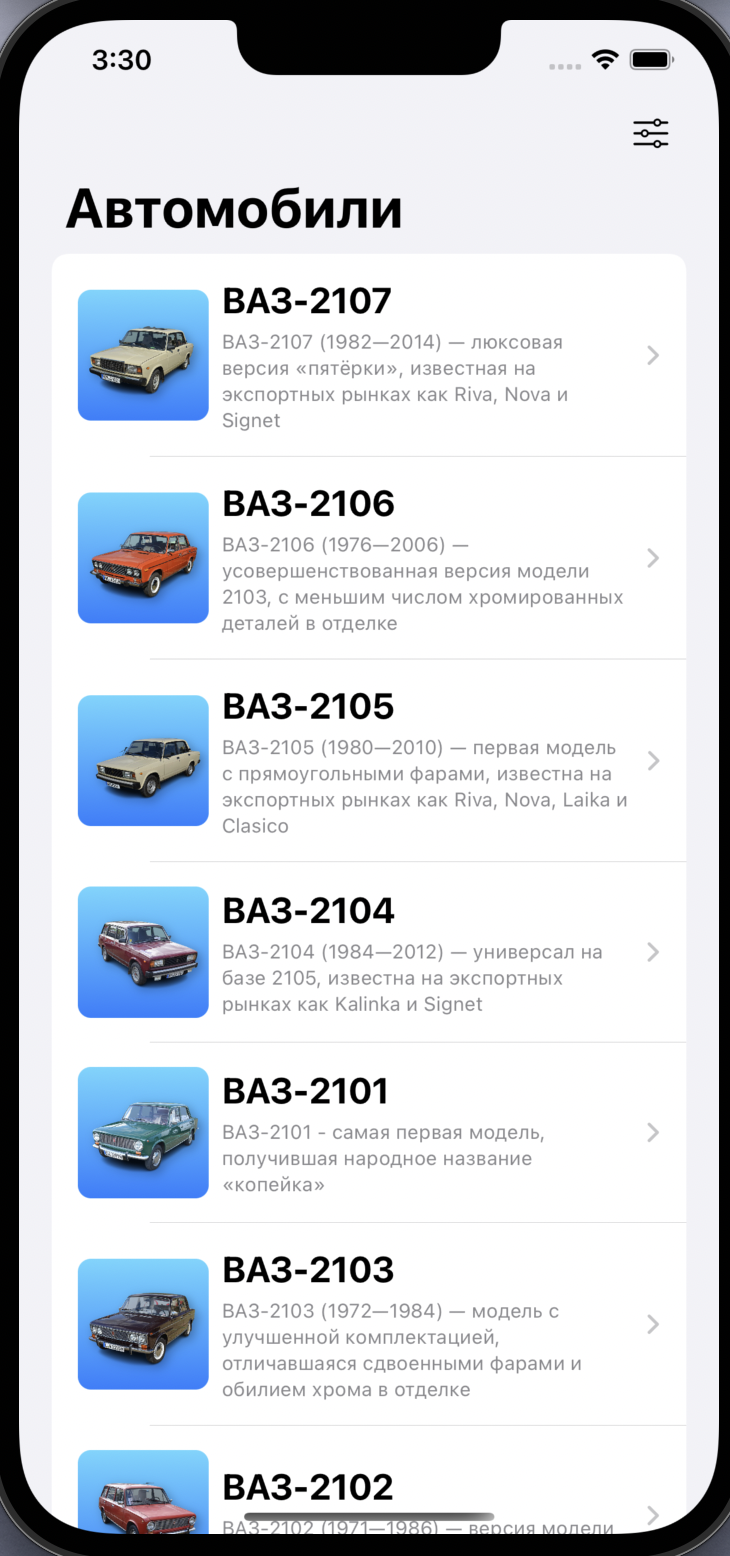 3:30
Автомобили
ВАЗ-2107
ВАЗ-2107 (1982—2014) — люксовая
версия «пятёрки», известная на
экспортных рынках как Riva, Nova и
Signet
ВАЗ-2106
ВАЗ-2106 (1976—2006) —
усовершенствованная версия модели
2103, с меньшим числом хромированных
деталей в отделке
ВАЗ-2105
ВАЗ-2105 (1980—2010) — первая модель
с прямоугольными фарами, известна на
экспортных рынках как Riva, Nova, Laika и
Clasico
ВАЗ-2104
ВАЗ-2104 (1984—2012) — универсал на
базе 2105, известна на экспортных
рынках как Kalinka и Signet
ВАЗ-2101
ВАЗ-2101 - самая первая модель,
получившая народное название
«копейка»
ВАЗ-2103
ВАЗ-2103 (1972—1984) — модель с
улучшенной комплектацией,
отличавшаяся сдвоенными фарами и
обилием хрома в отделке
ВАЗ-2102
ВАЗ-2102 (1971—1986) — версия модели